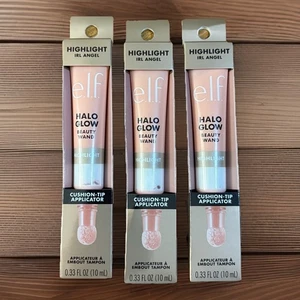 HIGHLIGHT
IRL ANGEL
e.l.f.
HALO
GLOW
BEAUTY
WAND
HIGHLIGHT
CUSHION-TIP
APPLICATOR
APPLICATEUR À
EMBOUT TAMPON
0.33 FL OZ (10 mL)
HIGHLIGHT
IRL ANGEL
e.l.f.
HALO
GLOW
BEAUTY
WAND
HIGHLIGHT
CUSHION-TIP
APPLICATOR
APPLICATEUR À
EMBOUT TAMPON
0.33 FL OZ (10 mL)
HIGHLIGHT
IRL ANGEL
e.l.f.
HALO
GLOW
BEAUTY
WAND
HIGHLIGHT
CUSHION-TIP
APPLICATOR
APPLICATEUR À
EMBOUT TAMPON
0.33 FL OZ (10 mL)